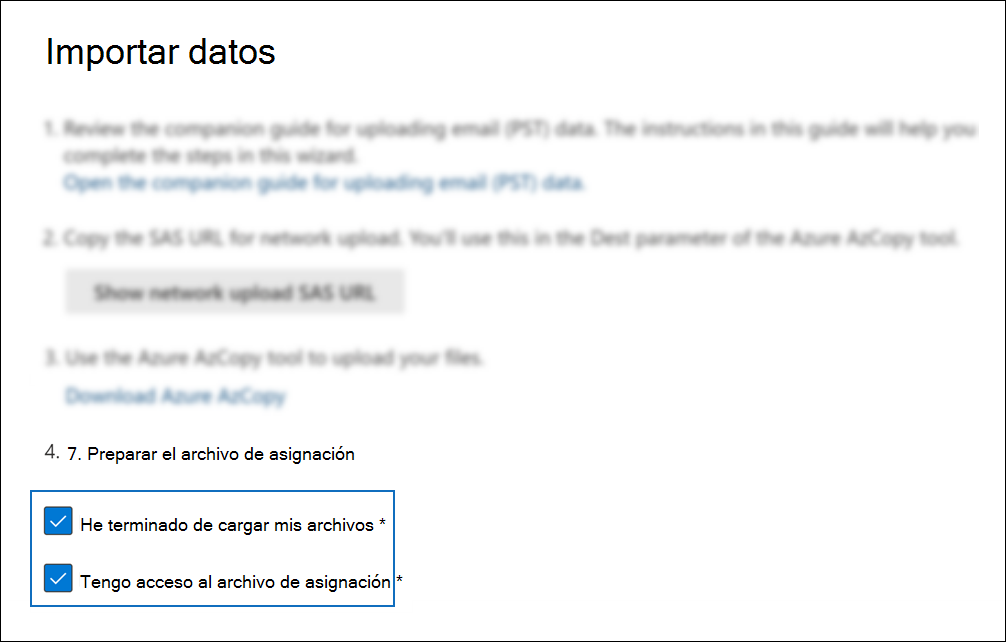 Importar datos
1. Review the companion guide for uploading email (PST) data. The instructions in this guide will help you
complete the steps in this wizard.
Open the companion guide for uploading email (PST) data.
2. Copy the SAS URL for network upload. You'll use this in the Dest parameter of the Azure AzCopy tool.
Show network upload SAS URL
3. Use the Azure AzCopy tool to upload your files.
Download Azure AzCopy
4. 7. Preparar el archivo de asignación
He terminado de cargar mis archivos *
Tengo acceso al archivo de asignación *